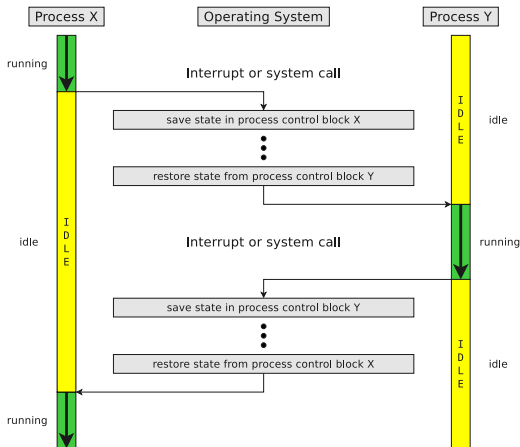 Process X
Operating System
Process Y
running
Interrupt or system call
save state in process control block X
IDLE
idle
restore state from process control block Y
idle
IDLE
Interrupt or system call
running
save state in process control block Y
restore state from process control block X
IDLE
idle
running